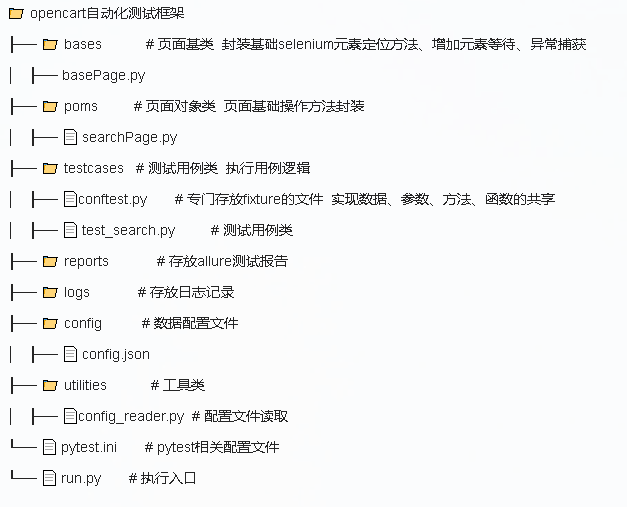 opencart自动化测试框架
├── bases # 页面基类 封装基础selenium元素定位方法、增加元素等待、异常捕获
│ ├── basePage.py
├── poms # 页面对象类 页面基础操作方法封装
│ ├── searchPage.py
├── testcases # 测试用例类 执行用例逻辑
│ ├── conftest.py # 专门存放fixture的文件 实现数据、参数、方法、函数的共享
│ ├── test_search.py # 测试用例类
├── reports # 存放allure测试报告
├── logs # 存放日志记录
├── config # 数据配置文件
│ ├── config.json
├── utilities # 工具类
│ ├── config_reader.py # 配置文件读取
└── pytest.ini # pytest相关配置文件
└── run.py # 执行入口